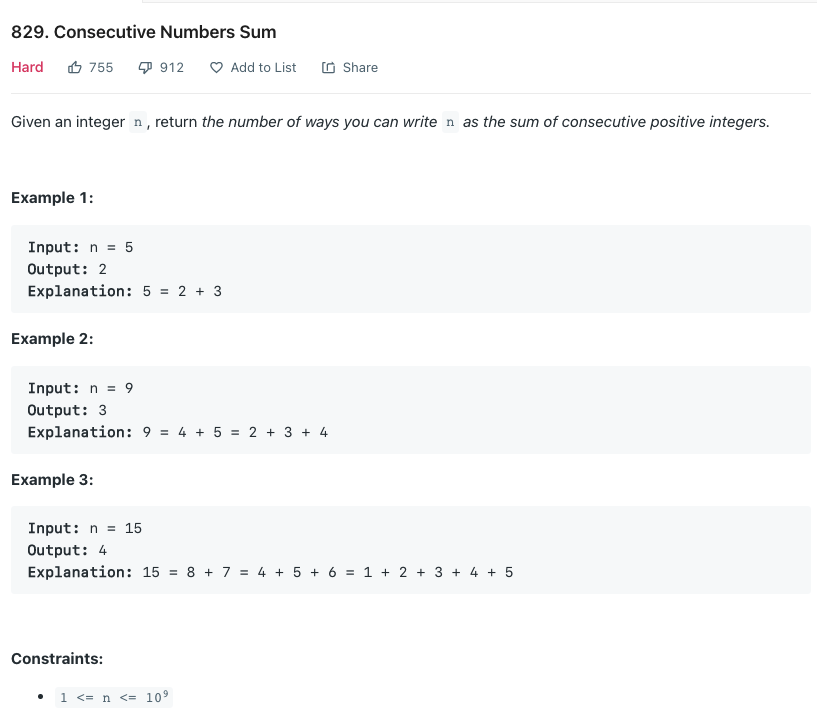 829. Consecutive Numbers Sum
Hard 755 912 Add to List Share
Given an integer n, return the number of ways you can write n as the sum of consecutive positive integers.
Example 1:
Input: n = 5
Output: 2
Explanation: 5 = 2 + 3
Example 2:
Input: n = 9
Output: 3
Explanation: 9 = 4 + 5 = 2 + 3 + 4
Example 3:
Input: n = 15
Output: 4
Explanation: 15 = 8 + 7 = 4 + 5 + 6 = 1 + 2 + 3 + 4 + 5
Constraints:
• 1 <= n <= 10⁹